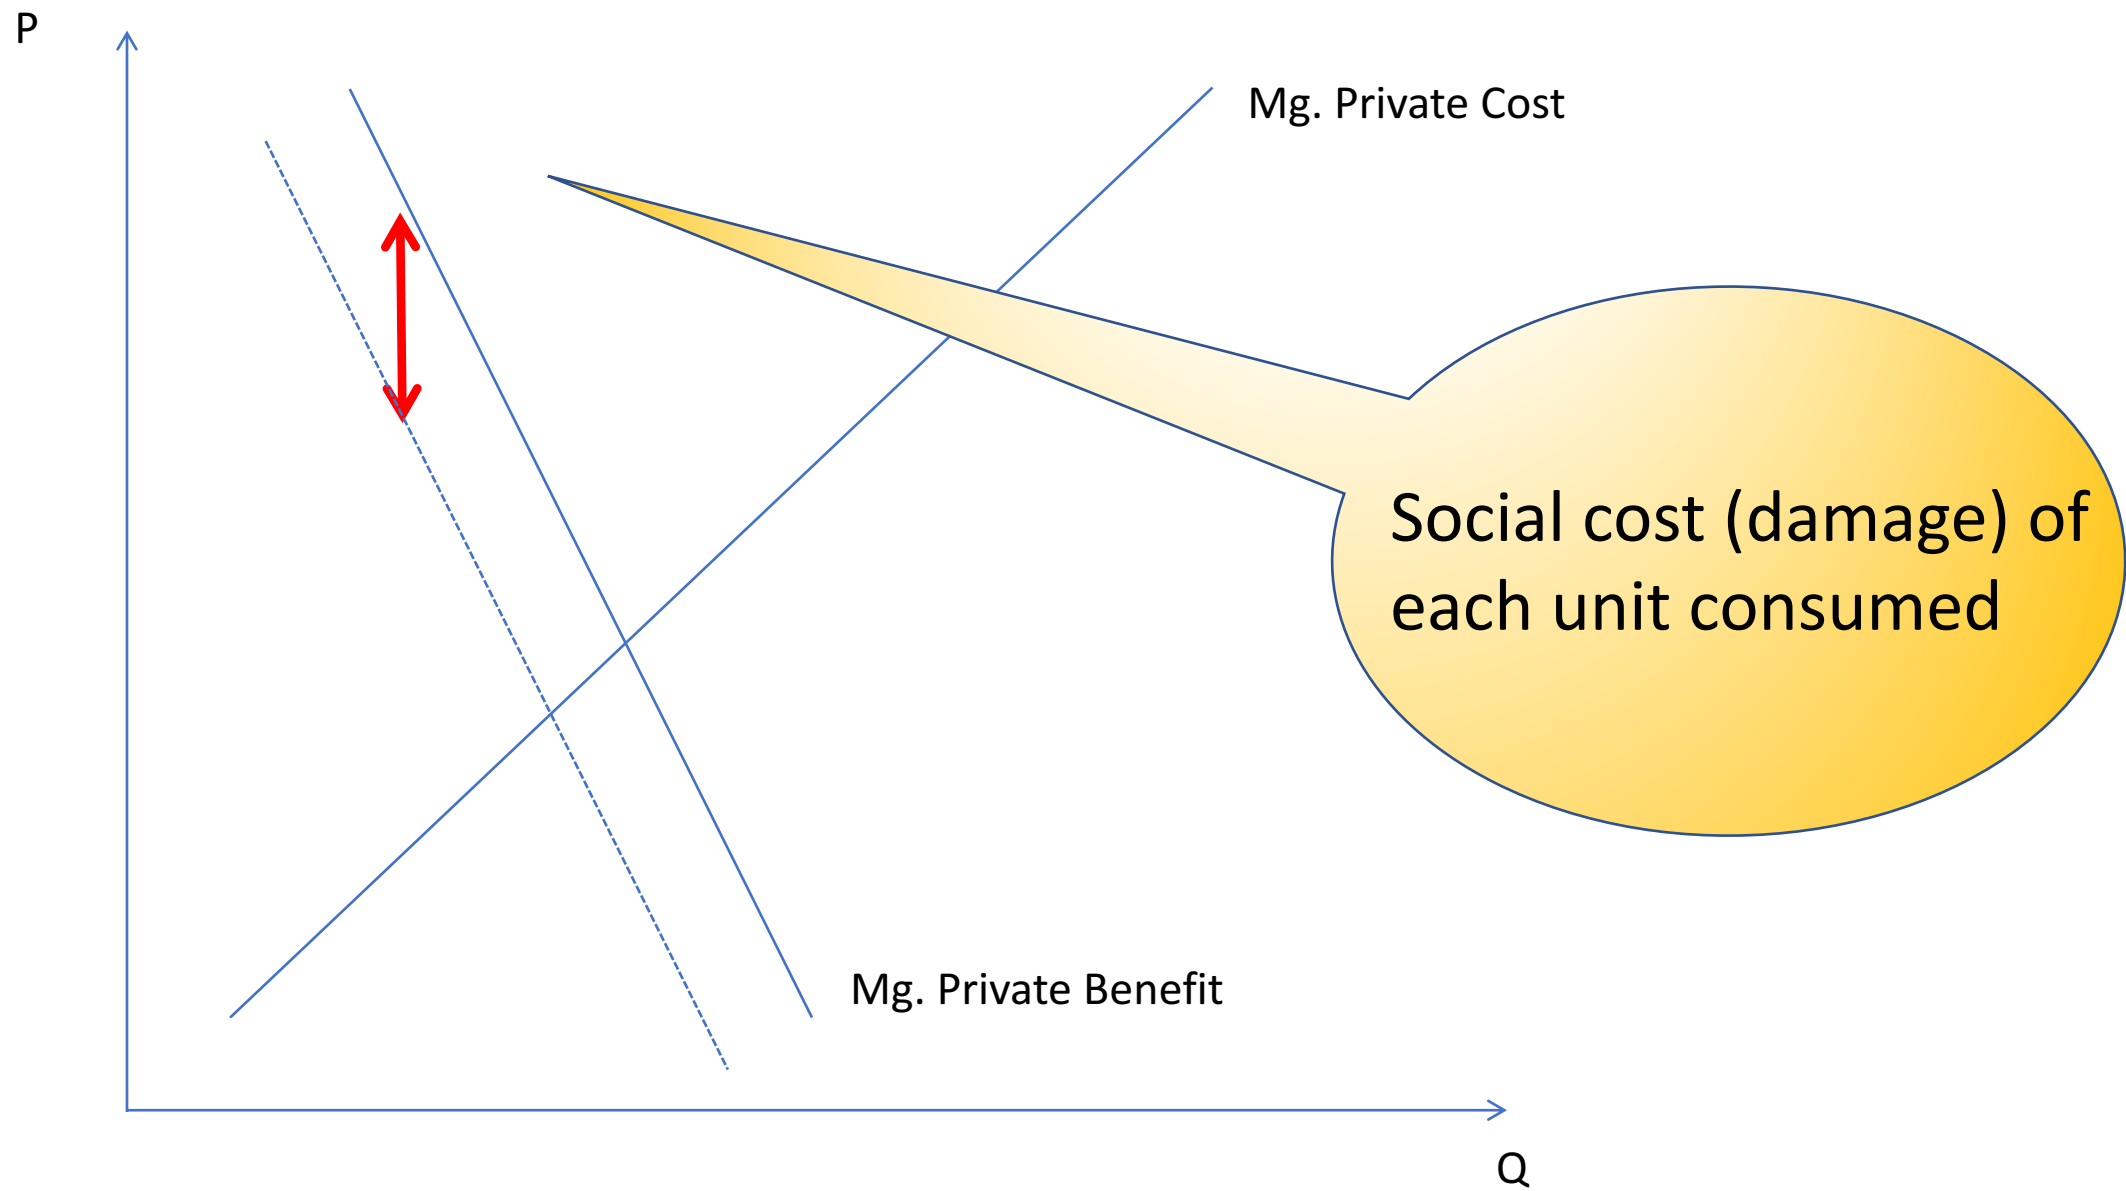 P
Mg. Private Cost
Social cost (damage) of
each unit consumed
Mg. Private Benefit
Q